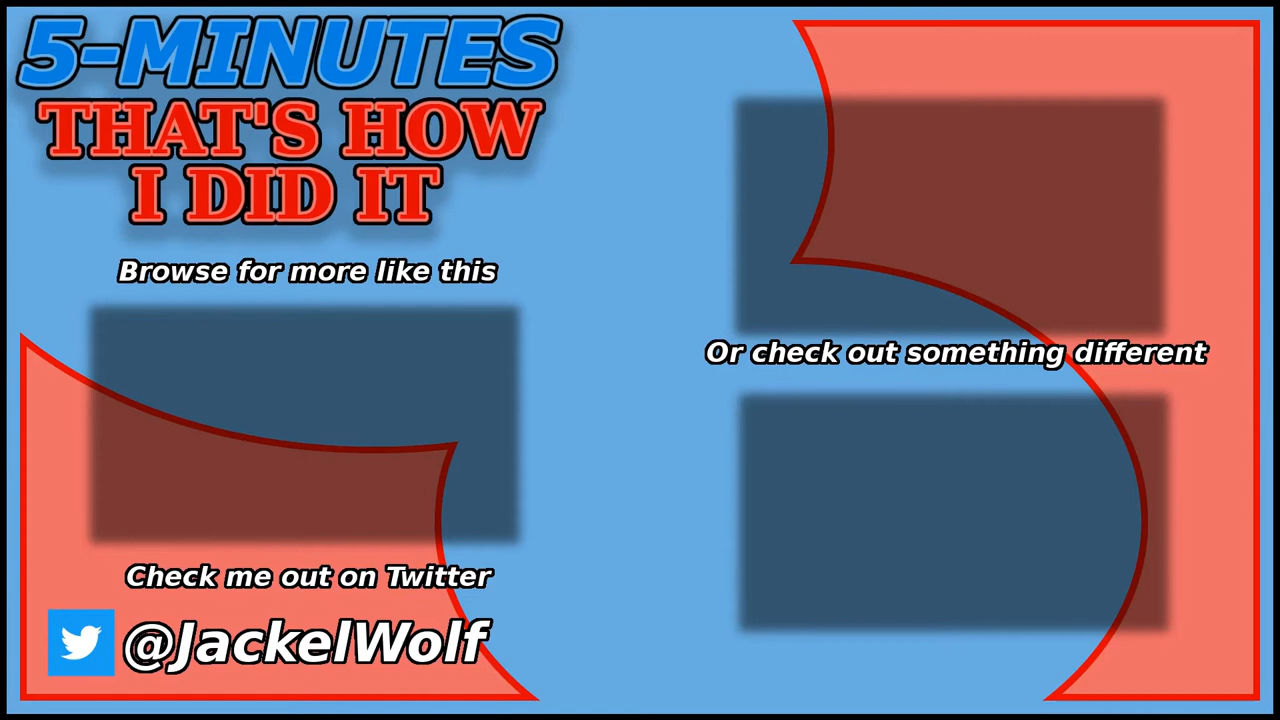 5-MINUTES
THAT'S HOW
I DID IT
Browse for more like this
Or check out something different
Check me out on Twitter
@JackelWolf